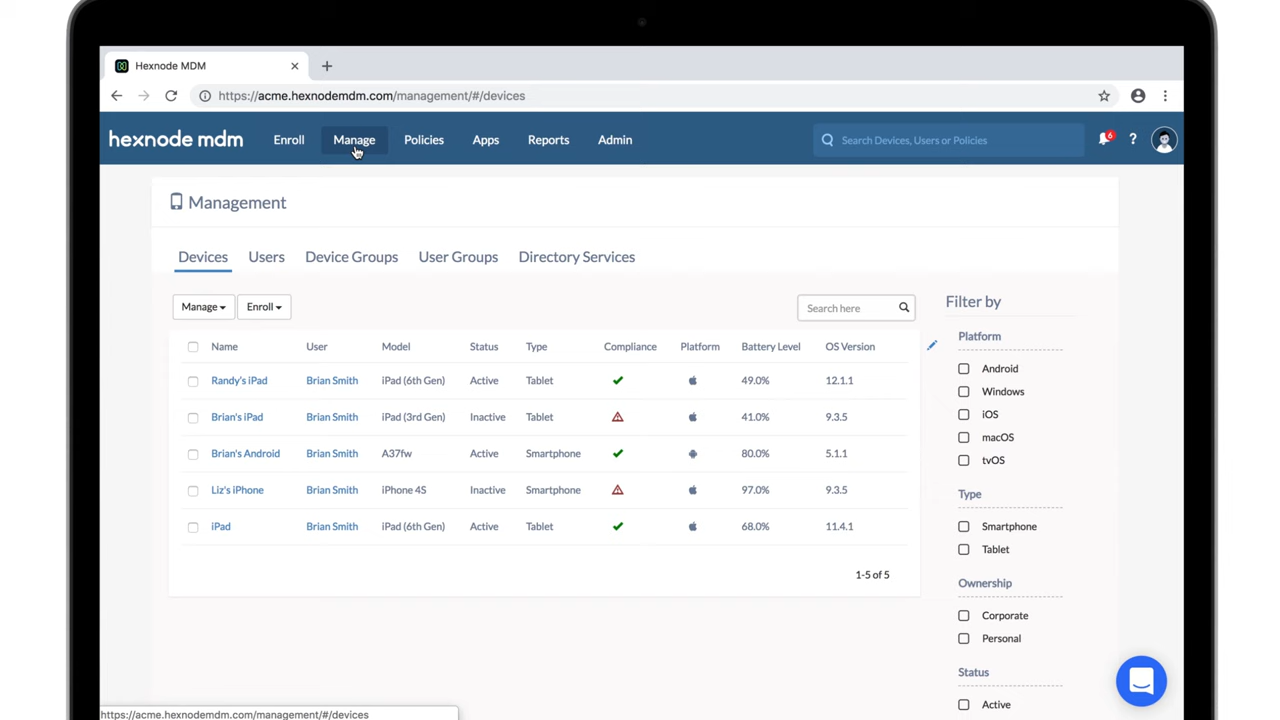 Hexnode MDM
https://acme.hexnodemdm.com/management/#/devices
hexnode mdm Enroll Manage Policies Apps Reports Admin Search Devices, Users or Policies 6 ?
Management
Devices Users Device Groups User Groups Directory Services
Manage Enroll Search here
Name User Model Status Type Compliance Platform Battery Level OS Version
Randy's iPad Brian Smith iPad (6th Gen) Active Tablet 49.0% 12.1.1
Brian's iPad Brian Smith iPad (3rd Gen) Inactive Tablet 41.0% 9.3.5
Brian's Android Brian Smith A37fw Active Smartphone 80.0% 5.1.1
Liz's iPhone Brian Smith iPhone 4S Inactive Smartphone 97.0% 9.3.5
iPad Brian Smith iPad (6th Gen) Active Tablet 68.0% 11.4.1
1-5 of 5
Filter by
Platform
Android
Windows
iOS
macOS
tvOS
Type
Smartphone
Tablet
Ownership
Corporate
Personal
Status
Active
https://acme.hexnodemdm.com/management/#/devices